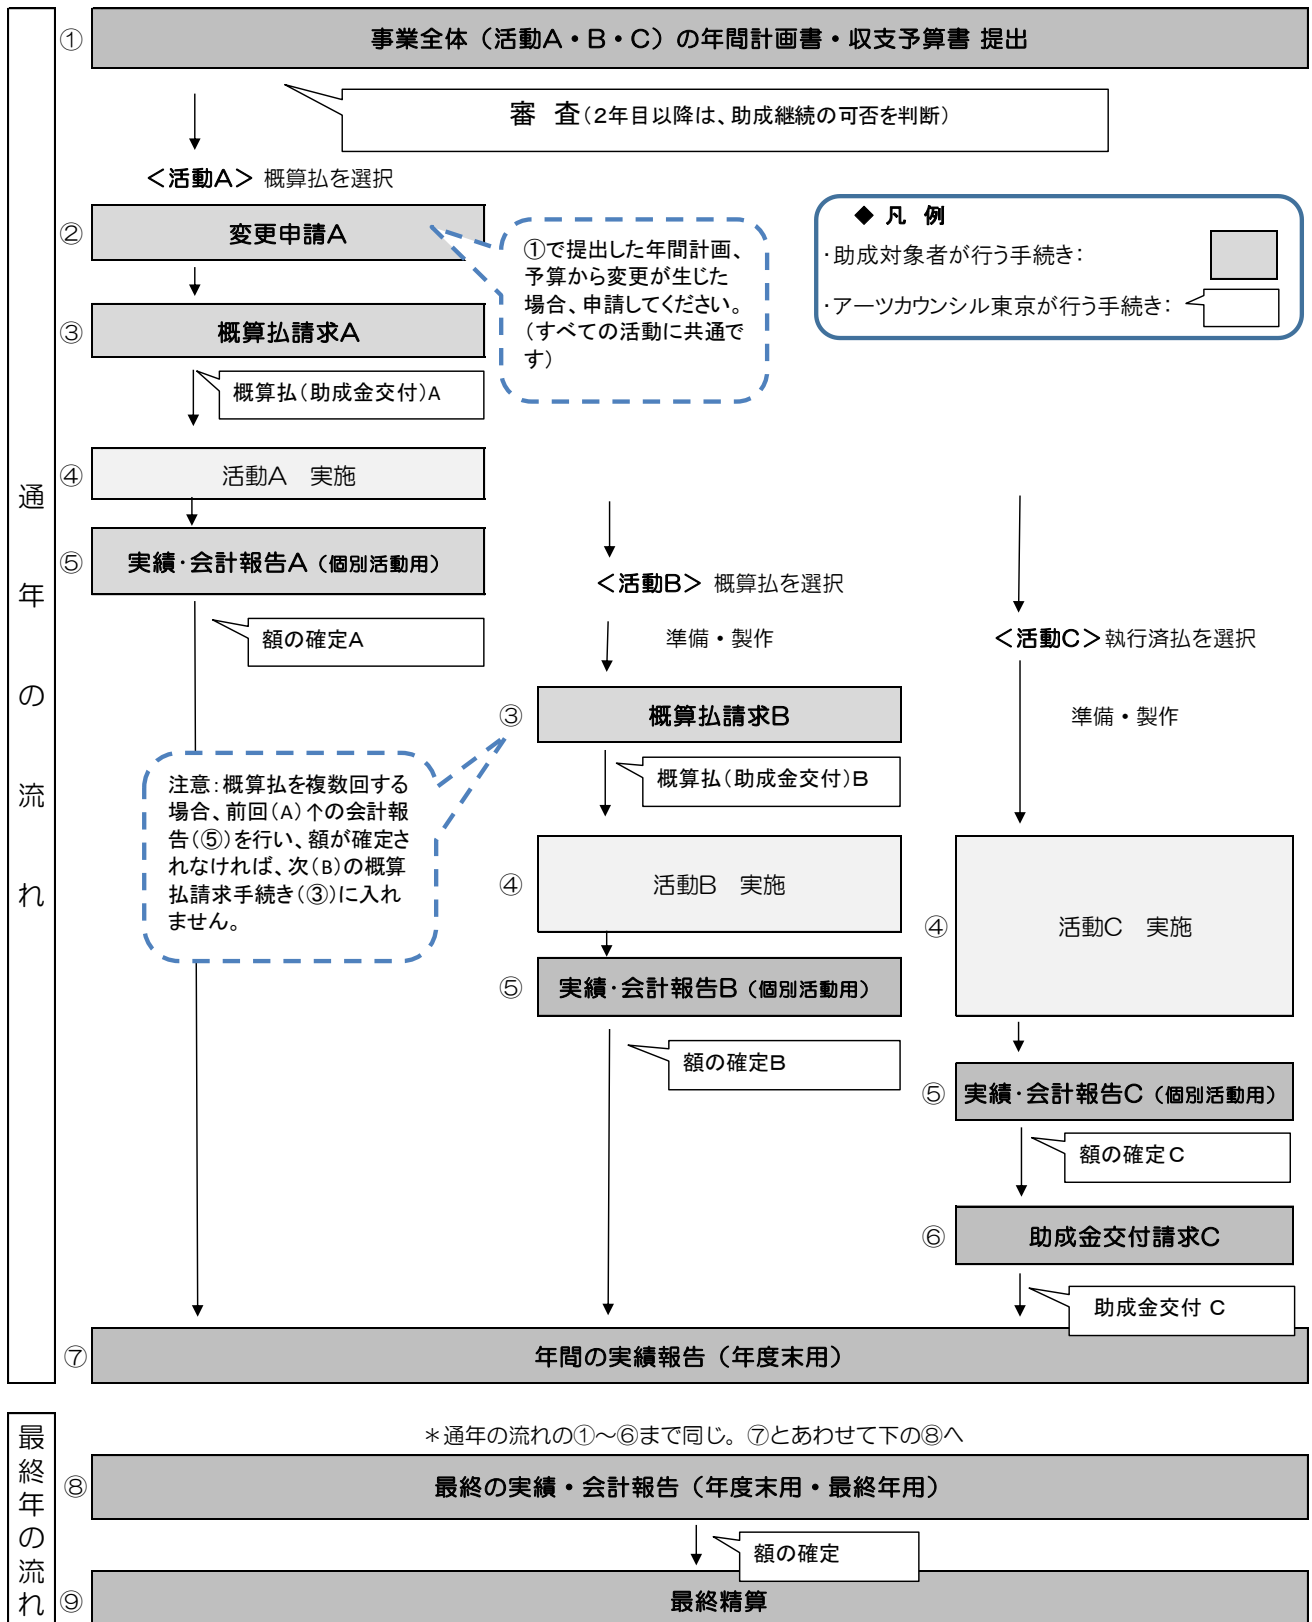 通年の流れ
① 事業全体（活動A・B・C）の年間計画書・収支予算書 提出
審 査（2年目以降は、助成継続の可否を判断）
＜活動A＞ 概算払を選択
② 変更申請A
①で提出した年間計画、
予算から変更が生じた
場合、申請してください。
（すべての活動に共通で
す）
◆ 凡 例
・助成対象者が行う手続き：
・アーツカウンシル東京が行う手続き：
③ 概算払請求A
概算払（助成金交付）A
④ 活動A　実施
⑤ 実績・会計報告A（個別活動用）
額の確定A
＜活動B＞ 概算払を選択
準備・製作
③ 概算払請求B
概算払（助成金交付）B
注意：概算払を複数回する
場合、前回（A）↑の会計報
告（⑤）を行い、額が確定さ
れなければ、次（B）の概算
払請求手続き（③）に入れ
ません。
④ 活動B　実施
⑤ 実績・会計報告B（個別活動用）
額の確定B
＜活動C＞執行済払を選択
準備・製作
④ 活動C　実施
⑤ 実績・会計報告C（個別活動用）
額の確定C
⑥ 助成金交付請求C
助成金交付 C
⑦ 年間の実績報告（年度末用）
最終年の流れ
＊通年の流れの①～⑥まで同じ。⑦とあわせて下の⑧へ
⑧ 最終の実績・会計報告（年度末用・最終年用）
額の確定
⑨ 最終精算